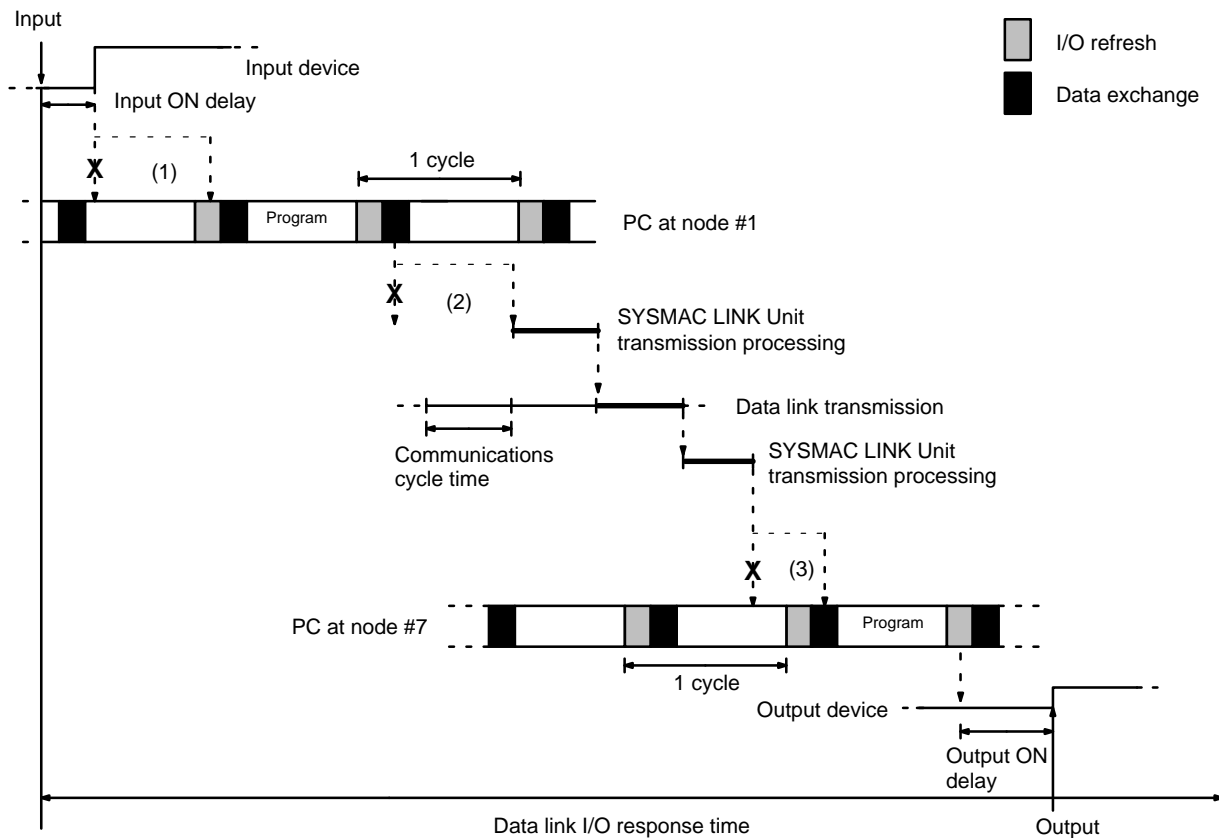 Input
I/O refresh
Input device
Data exchange
Input ON delay
X
(1)
1 cycle
Program
PC at node #1
X
(2)
SYSMAC LINK Unit
transmission processing
Data link transmission
Communications
cycle time
SYSMAC LINK Unit
transmission processing
X
(3)
PC at node #7
Program
1 cycle
Output device
Output ON
delay
Data link I/O response time
Output